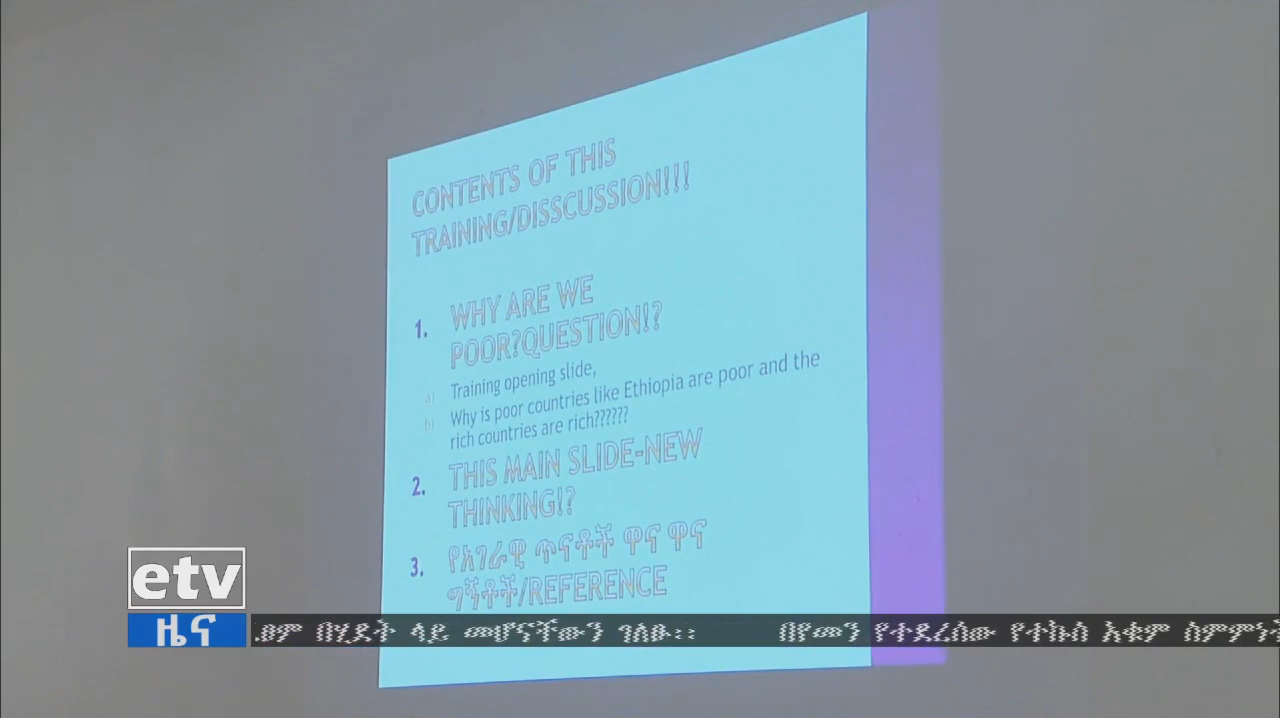 CONTENTS OF THIS
TRAINING/DISSCUSSION!!!
1. WHY ARE WE
POOR?QUESTION!?
a) Training opening slide,
b) Why is poor countries like Ethiopia are poor and the
rich countries are rich??????
2. THIS MAIN SLIDE-NEW
THINKING!?
3. የአገራዊ ጥናቶች ዋና ዋና
ግኝቶች/REFERENCE
etv
ዜና
በሂደት ላይ መሆናቸውን ገለፁ፡፡ በየመን የተደረሰው የተኩስ አቁም